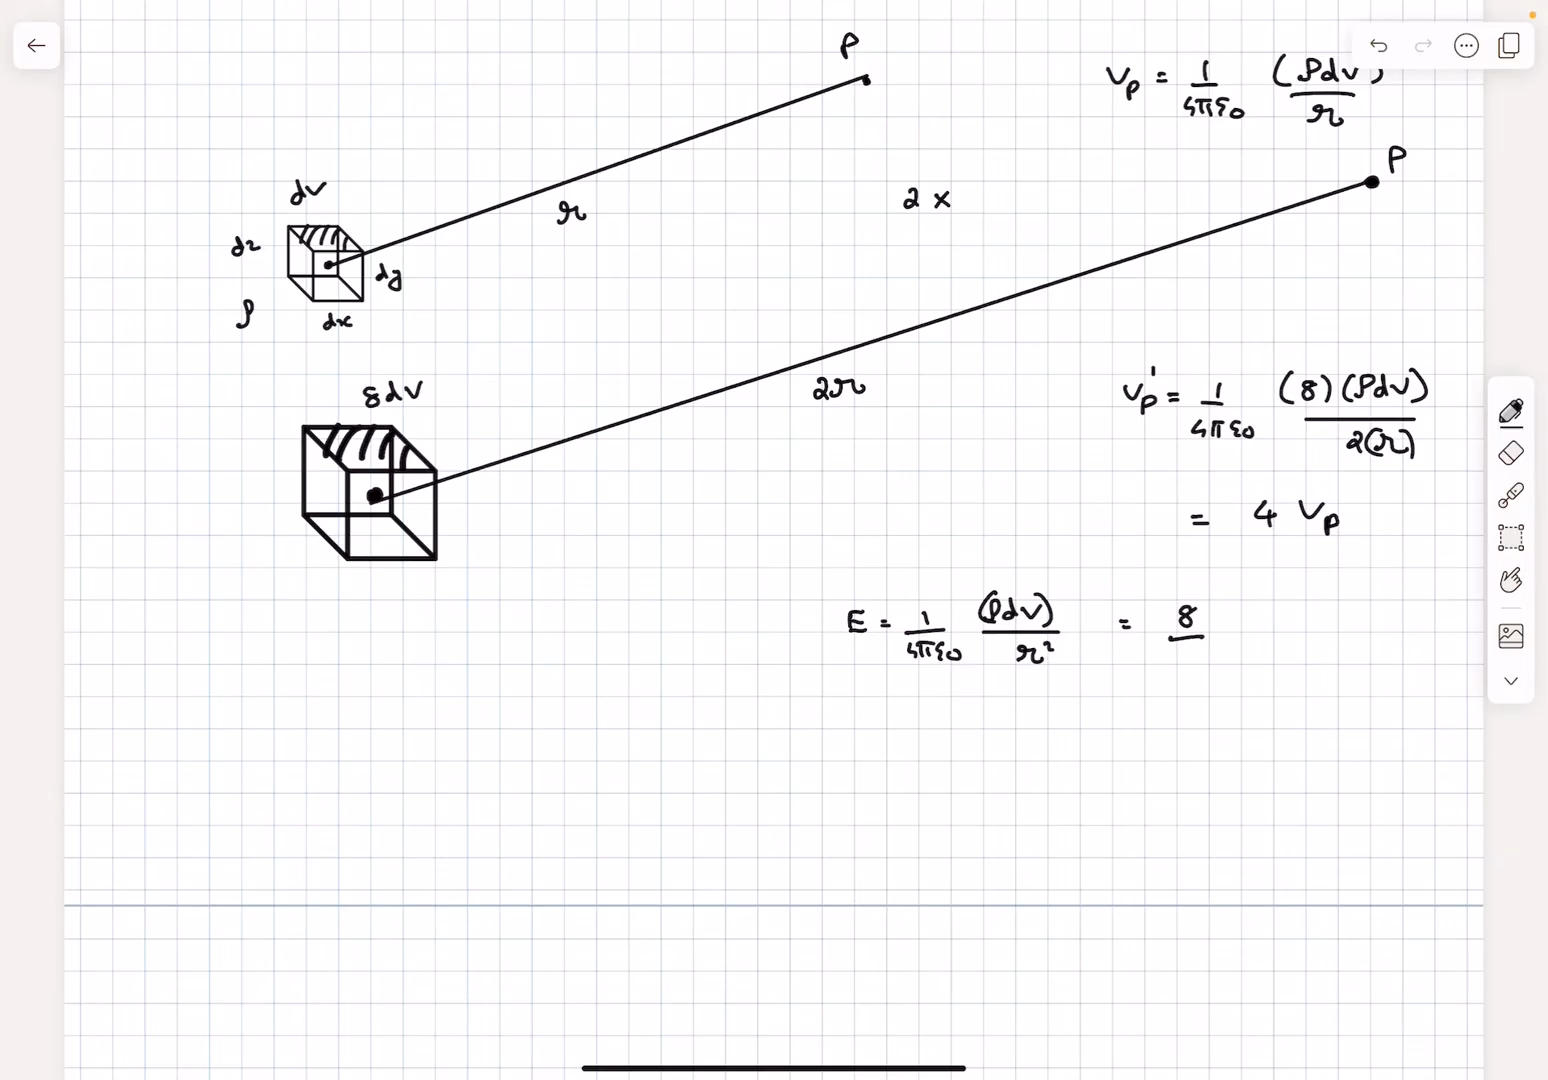 P
Vp = 1/4πε0 (ρdv)/r
P
dv
2 x
r
dz
dy
ρ
dx
2r
8dv
Vp' = 1/4πε0 (8)(ρdv)/2(r)
= 4 Vp
E = 1/4πε0 (ρdv)/r² = 8